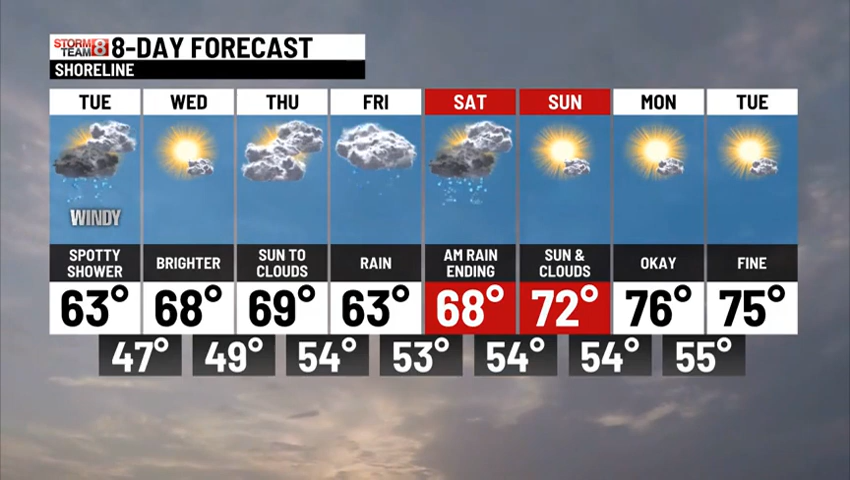 STORM TEAM 8 8-DAY FORECAST
SHORELINE
TUE WED THU FRI SAT SUN MON TUE
WINDY
SPOTTY SHOWER BRIGHTER SUN TO CLOUDS RAIN AM RAIN ENDING SUN & CLOUDS OKAY FINE
63° 68° 69° 63° 68° 72° 76° 75°
47° 49° 54° 53° 54° 54° 55°